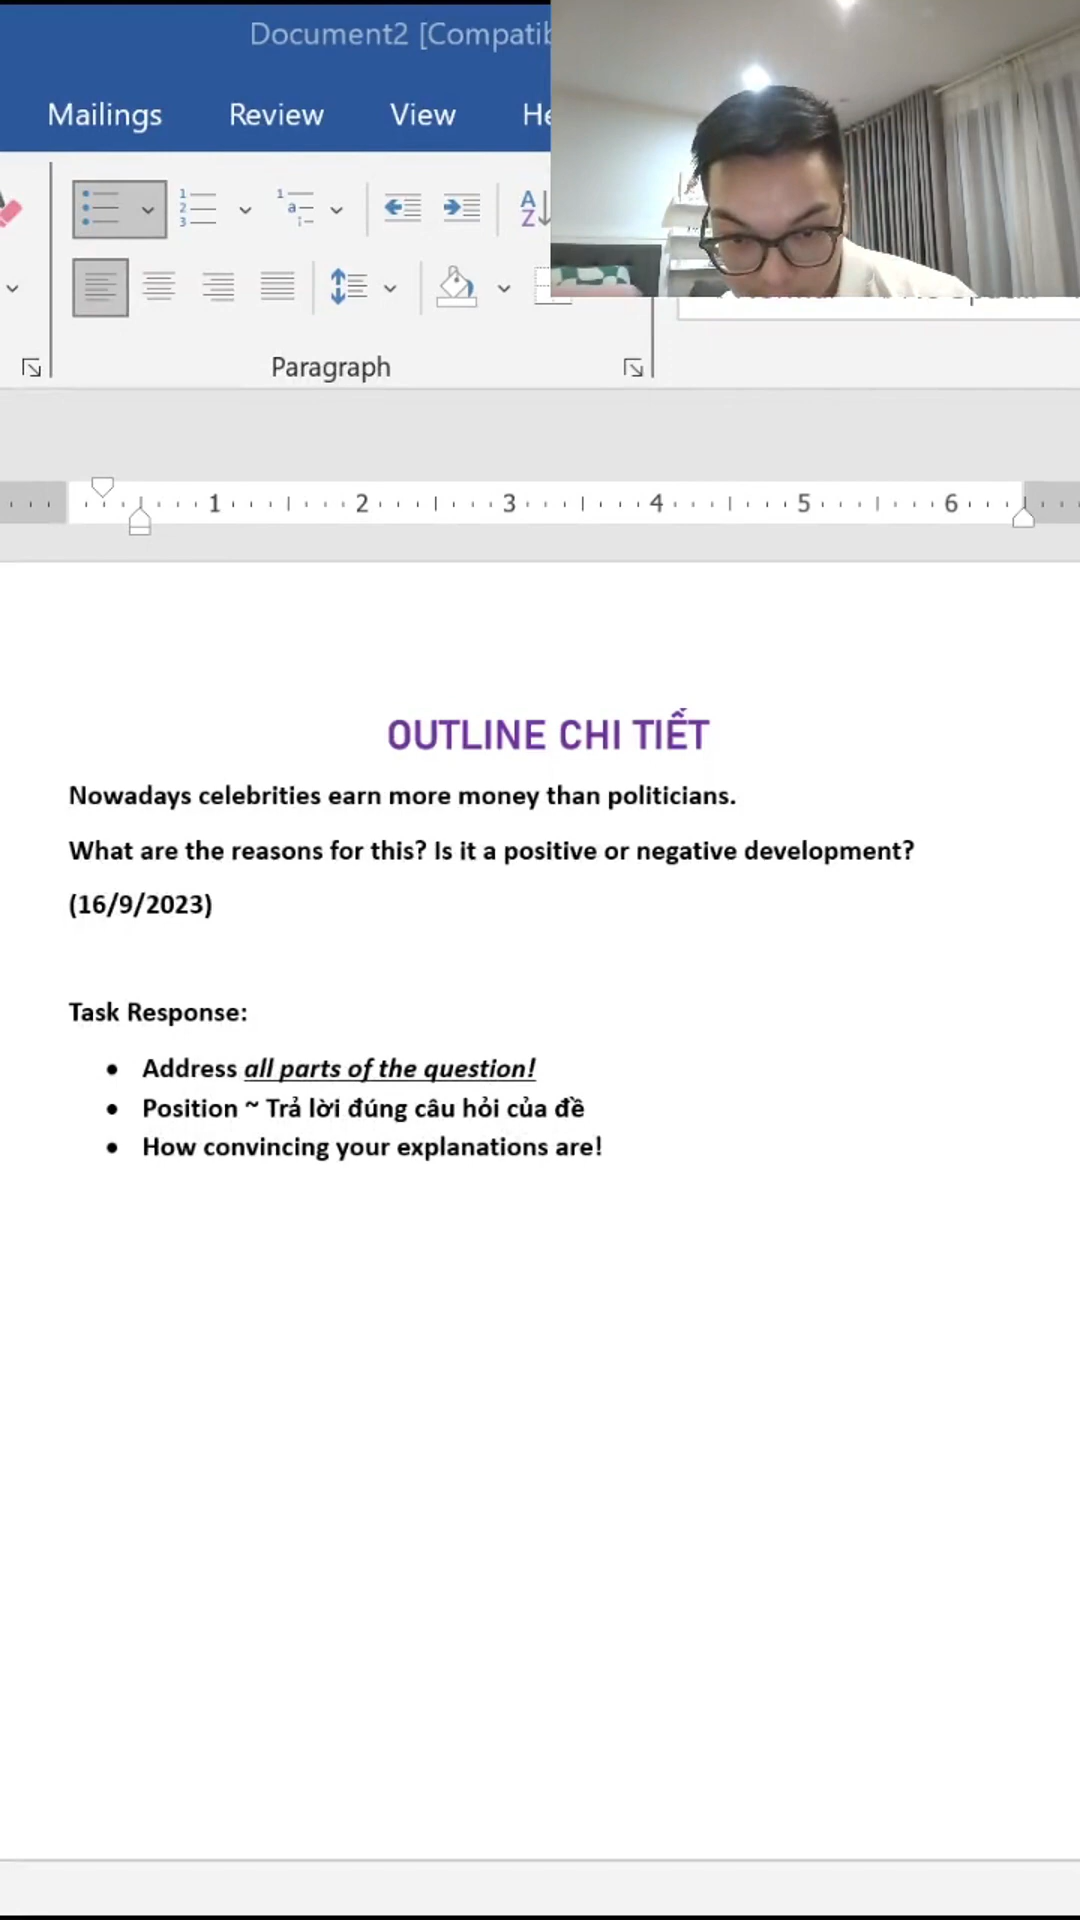 Document2 [Compatib
Mailings Review View He
Paragraph
1 2 3 4 5 6
OUTLINE CHI TIẾT
Nowadays celebrities earn more money than politicians.
What are the reasons for this? Is it a positive or negative development?
(16/9/2023)
Task Response:
Address all parts of the question!
Position ~ Trả lời đúng câu hỏi của đề
How convincing your explanations are!